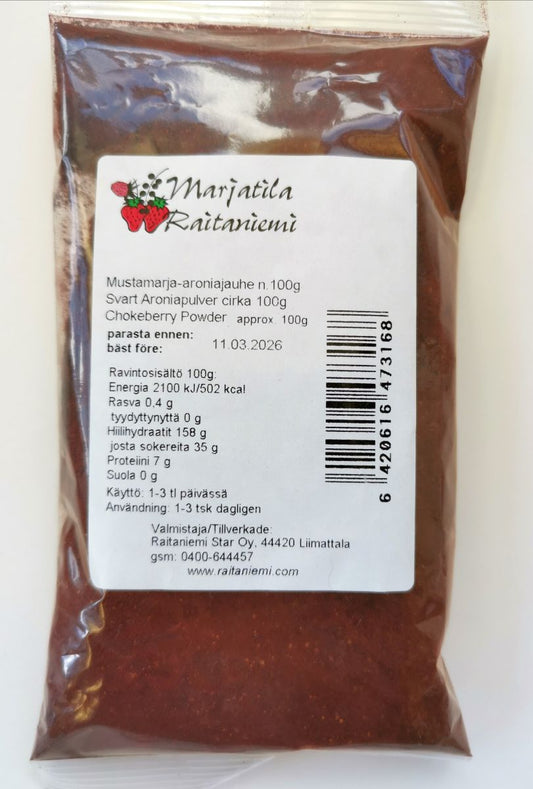 Marjatila
Raitaniemi
Mustamarja-aroniajauhe n.100g
Svart Aroniapulver cirka 100g
Chokeberry Powder approx 100g
parasta ennen:
bäst före: 11.03.2026
Ravintosisältö 100g:
Energia 2100 kJ/502 kcal
Rasva 0,4 g
tyydyttynyttä 0 g
Hiilihydraatit 158 g
josta sokereita 35 g
Proteiini 7 g
Suola 0 g
Käyttö: 1-3 tl päivässä
Användning: 1-3 tsk dagligen
Valmistaja/Tillverkade:
Raitaniemi Star Oy, 44420 Liimattala
gsm: 0400-644457
www.raitaniemi.com
6 420616 473168